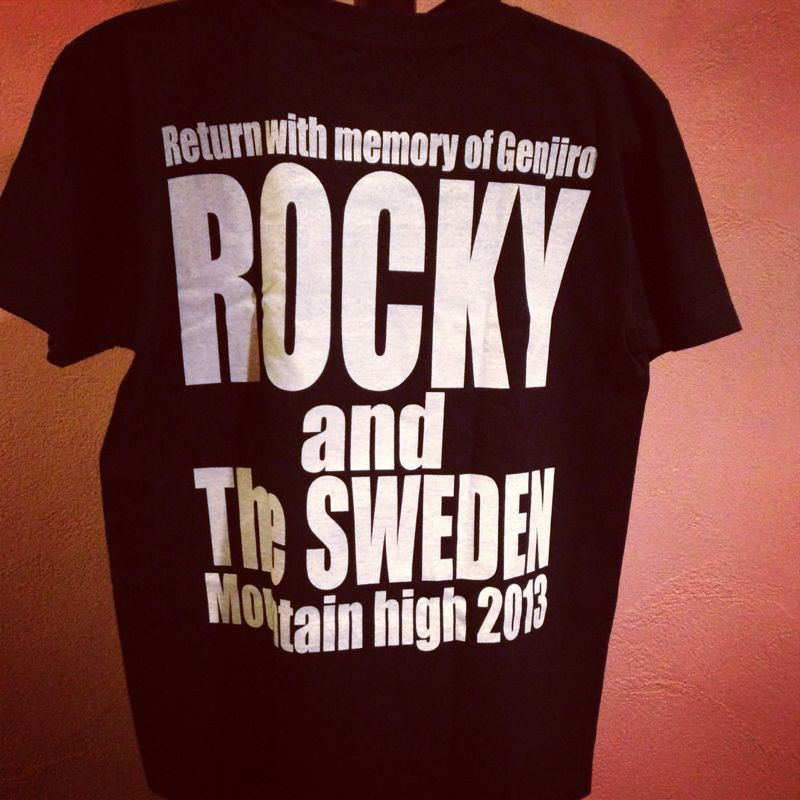 Return with memory of Genjiro
ROCKY
and
The SWEDEN
Mountain high 2013